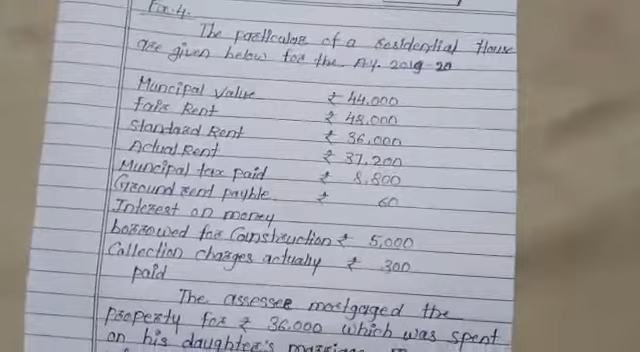 Ex. 4.
The particulars of a residential House
are given below for the A.Y. 2019-20
Muncipal Value ₹ 44,000
Fair Rent ₹ 48,000
Standard Rent ₹ 36,000
Actual Rent ₹ 37,200
Muncipal tax paid ₹ 8,800
Ground rent payble ₹ 60
Interest on money
borrowed for Constructuion ₹ 5,000
Collection charges actually ₹ 300
paid
The assessee mortgaged the
property for ₹ 36,000 which was spent
on his daughter's